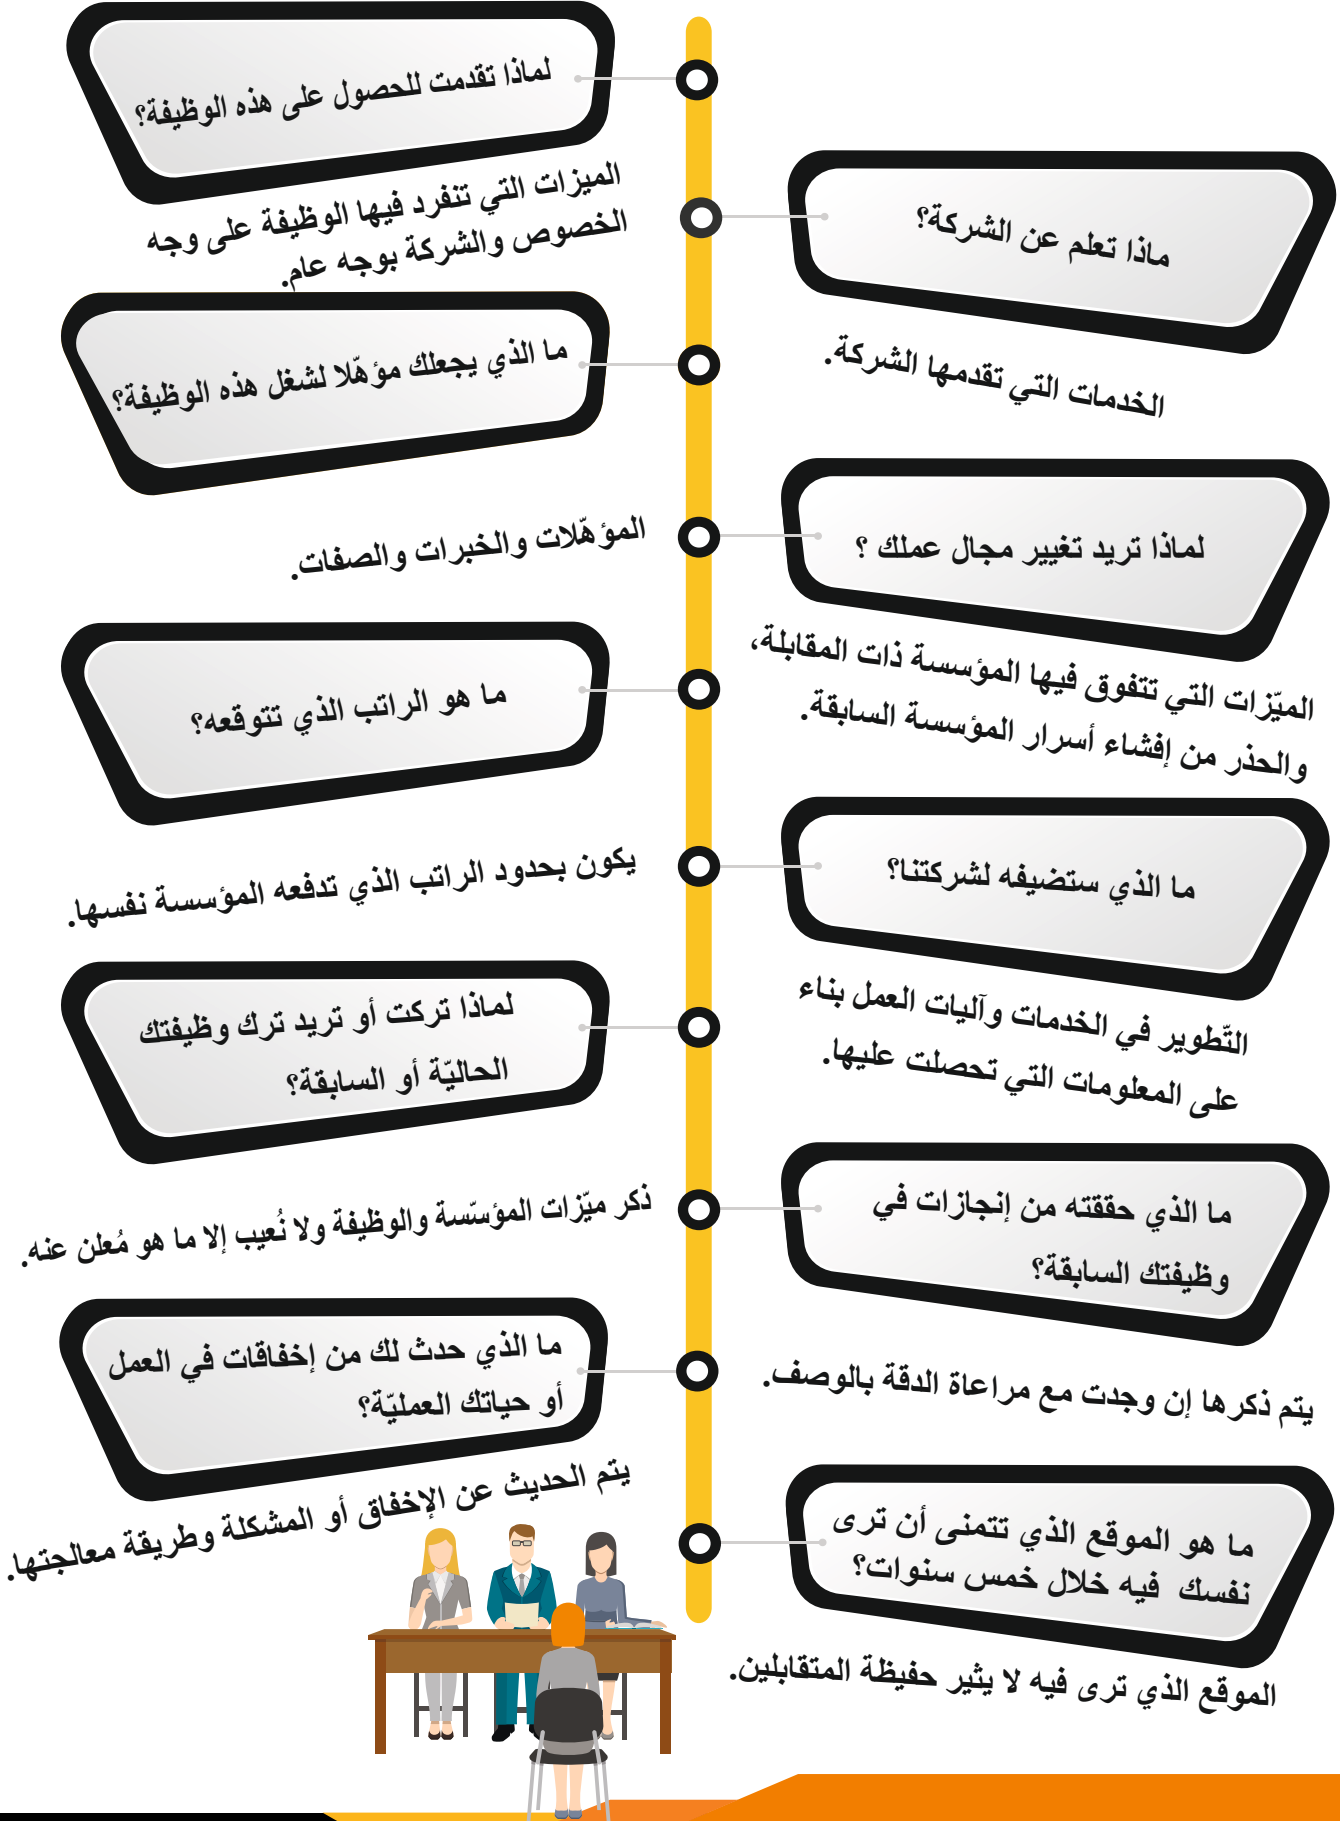 لماذا تقدمت للحصول على هذه الوظيفة؟
الميزات التي تنفرد فيها الوظيفة على وجه
الخصوص والشركة بوجه عام.
ماذا تعلم عن الشركة؟
الخدمات التي تقدمها الشركة.
ما الذي يجعلك مؤهّلا لشغل هذه الوظيفة؟
المؤهّلات والخبرات والصفات.
لماذا تريد تغيير مجال عملك ؟
الميّزات التي تتفوق فيها المؤسسة ذات المقابلة،
والحذر من إفشاء أسرار المؤسسة السابقة.
ما هو الراتب الذي تتوقعه؟
يكون بحدود الراتب الذي تدفعه المؤسسة نفسها.
ما الذي ستضيفه لشركتنا؟
التّطوير في الخدمات وآليات العمل بناء
على المعلومات التي تحصلت عليها.
لماذا تركت أو تريد ترك وظيفتك
الحاليّة أو السابقة؟
ذكر ميّزات المؤسّسة والوظيفة ولا نُعيب إلا ما هو مُعلن عنه.
ما الذي حققته من إنجازات في
وظيفتك السابقة؟
يتم ذكرها إن وجدت مع مراعاة الدقة بالوصف.
ما الذي حدث لك من إخفاقات في العمل
أو حياتك العمليّة؟
يتم الحديث عن الإخفاق أو المشكلة وطريقة معالجتها.
ما هو الموقع الذي تتمنى أن ترى
نفسك فيه خلال خمس سنوات؟
الموقع الذي ترى فيه لا يثير حفيظة المتقابلين.